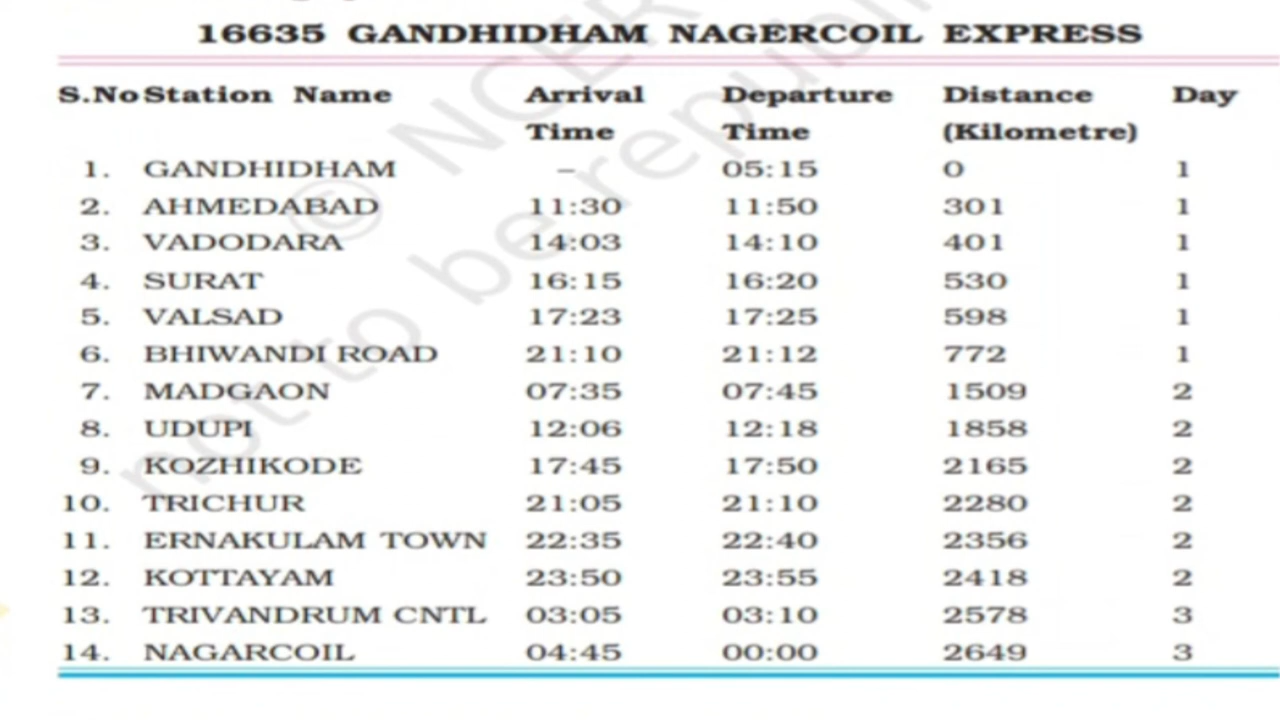 16635 GANDHIDHAM NAGERCOIL EXPRESS
S.No Station Name Arrival Departure Distance Day
Time Time (Kilometre)
1. GANDHIDHAM – 05:15 0 1
2. AHMEDABAD 11:30 11:50 301 1
3. VADODARA 14:03 14:10 401 1
4. SURAT 16:15 16:20 530 1
5. VALSAD 17:23 17:25 598 1
6. BHIWANDI ROAD 21:10 21:12 772 1
7. MADGAON 07:35 07:45 1509 2
8. UDUPI 12:06 12:18 1858 2
9. KOZHIKODE 17:45 17:50 2165 2
10. TRICHUR 21:05 21:10 2280 2
11. ERNAKULAM TOWN 22:35 22:40 2356 2
12. KOTTAYAM 23:50 23:55 2418 2
13. TRIVANDRUM CNTL 03:05 03:10 2578 3
14. NAGARCOIL 04:45 00:00 2649 3
© NCER
not to be republi